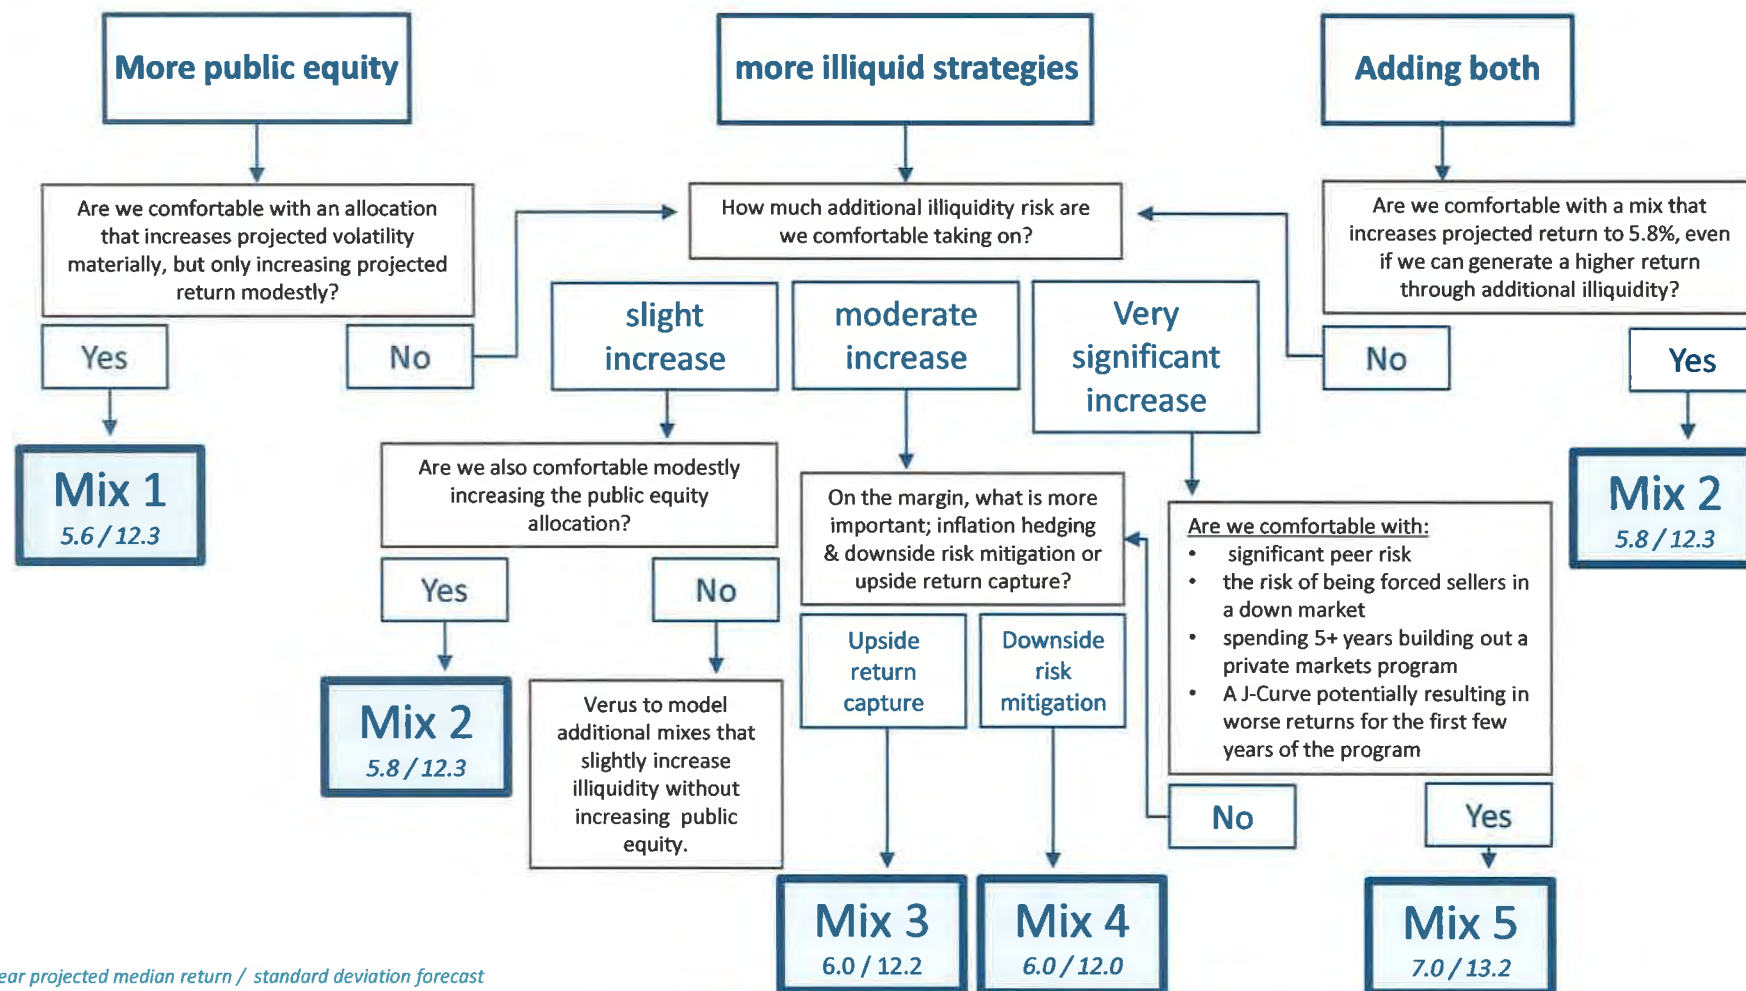 More public equity
more illiquid strategies
Adding both
Are we comfortable with an allocation
that increases projected volatility
materially, but only increasing projected
return modestly?
How much additional illiquidity risk are
we comfortable taking on?
Are we comfortable with a mix that
increases projected return to 5.8%, even
if we can generate a higher return
through additional illiquidity?
Yes
No
slight
increase
moderate
increase
Very
significant
increase
No
Yes
Mix 1
5.6 / 12.3
Are we also comfortable modestly
increasing the public equity
allocation?
On the margin, what is more
important; inflation hedging
& downside risk mitigation or
upside return capture?
Are we comfortable with:
• significant peer risk
• the risk of being forced sellers in
a down market
• spending 5+ years building out a
private markets program
• A J-Curve potentially resulting in
worse returns for the first few
years of the program
Mix 2
5.8 / 12.3
Yes
No
Upside
return
capture
Downside
risk
mitigation
Mix 2
5.8 / 12.3
Verus to model
additional mixes that
slightly increase
illiquidity without
increasing public
equity.
No
Yes
Mix 3
6.0 / 12.2
Mix 4
6.0 / 12.0
Mix 5
7.0 / 13.2
ear projected median return / standard deviation forecast